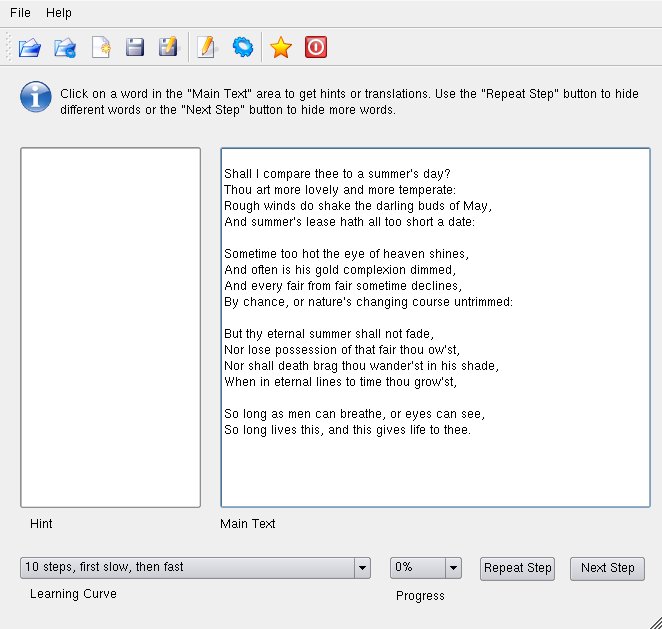 File Help
Click on a word in the "Main Text" area to get hints or translations. Use the "Repeat Step" button to hide
different words or the "Next Step" button to hide more words.
Shall I compare thee to a summer's day?
Thou art more lovely and more temperate:
Rough winds do shake the darling buds of May,
And summer's lease hath all too short a date:
Sometime too hot the eye of heaven shines,
And often is his gold complexion dimmed,
And every fair from fair sometime declines,
By chance, or nature's changing course untrimmed:
But thy eternal summer shall not fade,
Nor lose possession of that fair thou ow'st,
Nor shall death brag thou wander'st in his shade,
When in eternal lines to time thou grow'st,
So long as men can breathe, or eyes can see,
So long lives this, and this gives life to thee.
Hint
Main Text
10 steps, first slow, then fast
0%
Repeat Step
Next Step
Learning Curve
Progress